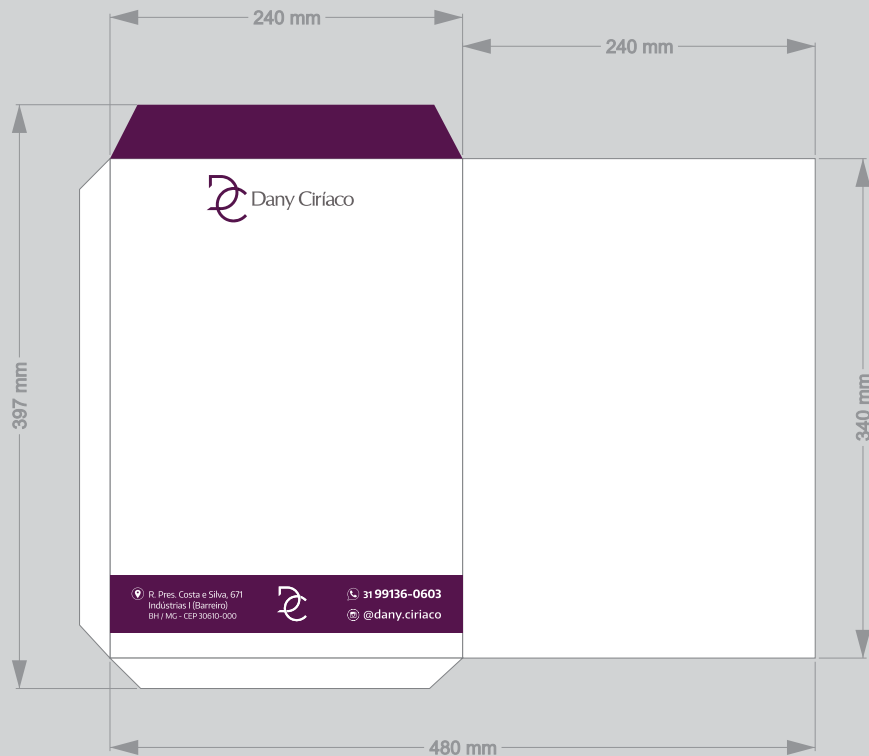 240 mm
240 mm
Dany Ciríaco
397 mm
340 mm
R. Pres. Costa e Silva, 671
Indústrias I (Barreiro)
BH / MG - CEP 30610-000
DC
31 99136-0603
@dany.ciriaco
480 mm